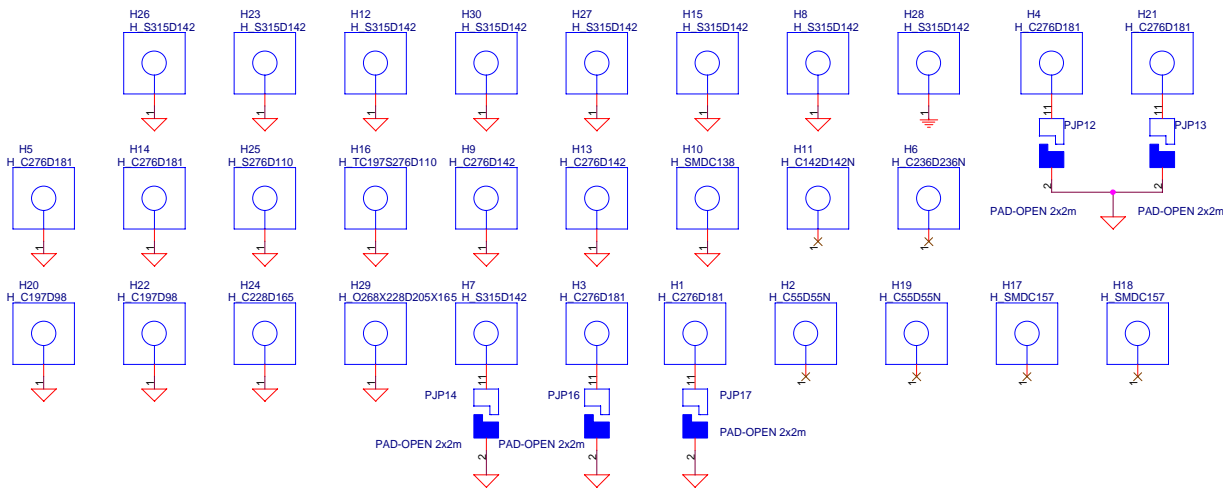 H26 H23 H12 H30 H27 H15 H8 H28 H4 H21
H_S315D142 H_S315D142 H_S315D142 H_S315D142 H_S315D142 H_S315D142 H_S315D142 H_S315D142 H_C276D181 H_C276D181
1 1 1 1 1 1 1 1 1 1 1 1
PJP12 PJP13
2 2
PAD-OPEN 2x2m PAD-OPEN 2x2m
H5 H14 H25 H16 H9 H13 H10 H11 H6
H_C276D181 H_C276D181 H_S276D110 H_TC197S276D110 H_C276D142 H_C276D142 H_SMDC138 H_C142D142N H_C236D236N
1 1 1 1 1 1 1 1 1
H20 H22 H24 H29 H7 H3 H1 H2 H19 H17 H18
H_C197D98 H_C197D98 H_C228D165 H_O268X228D205X165 H_S315D142 H_C276D181 H_C276D181 H_C55D55N H_C55D55N H_SMDC157 H_SMDC157
1 1 1 1 1 1 1 1 1 1 1 1 1 1
PJP14 PJP16 PJP17
PAD-OPEN 2x2m PAD-OPEN 2x2m PAD-OPEN 2x2m
2 2 2